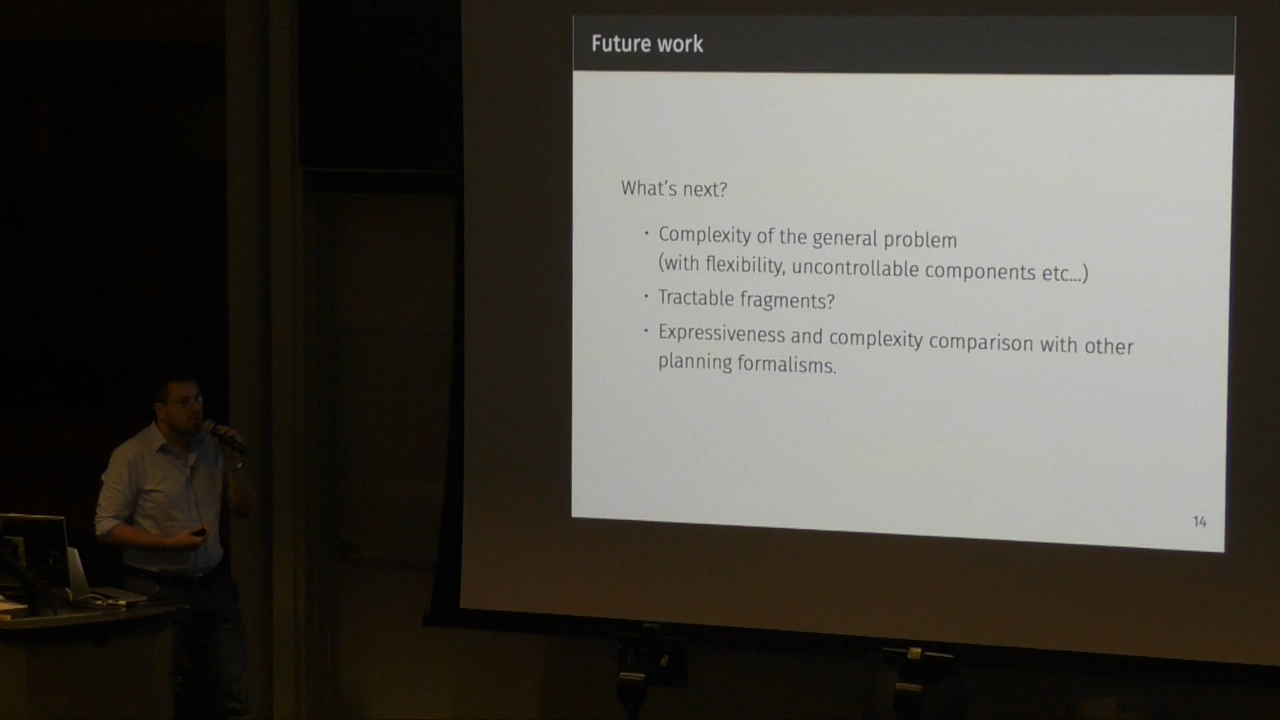 Future work
What's next?
· Complexity of the general problem
(with flexibility, uncontrollable components etc...)
· Tractable fragments?
· Expressiveness and complexity comparison with other
planning formalisms.
14